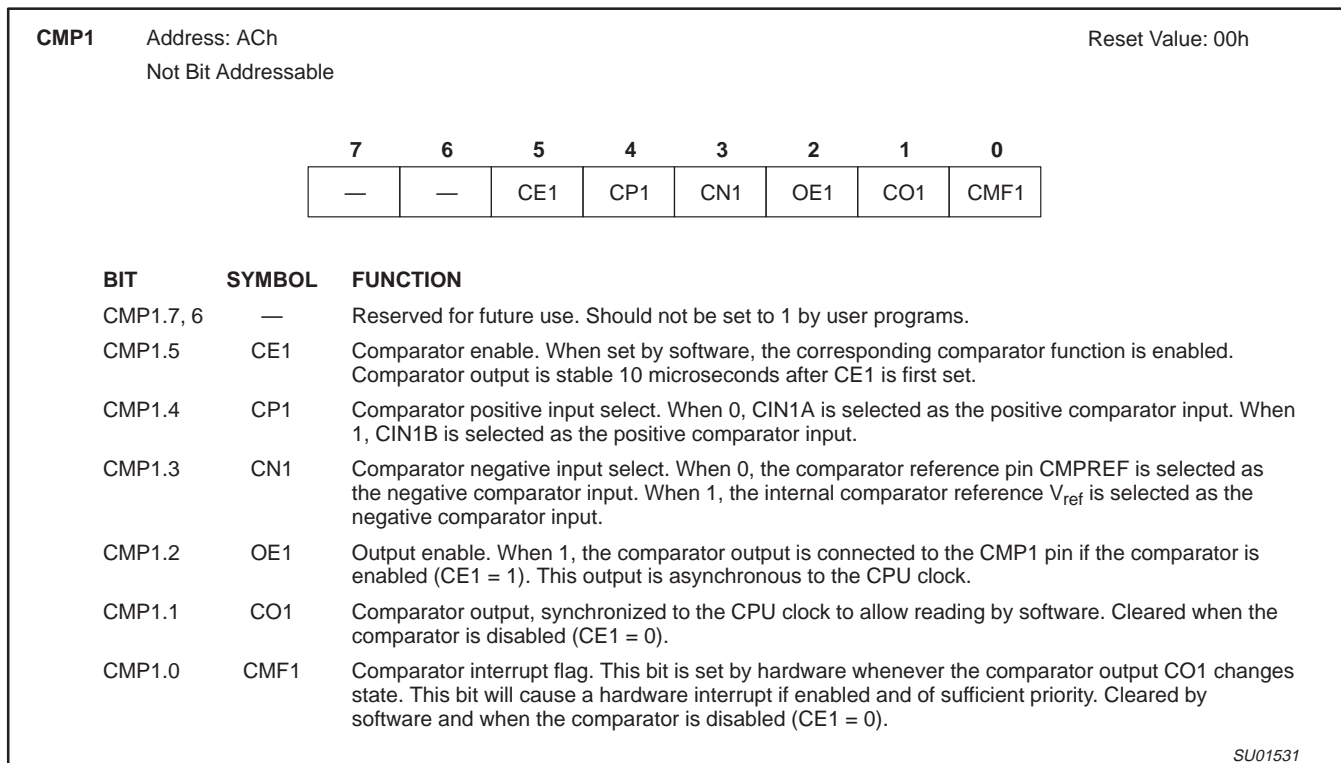 CMP1 Address: ACh Reset Value: 00h
Not Bit Addressable
7 6 5 4 3 2 1 0
— — CE1 CP1 CN1 OE1 CO1 CMF1
BIT SYMBOL FUNCTION
CMP1.7, 6 — Reserved for future use. Should not be set to 1 by user programs.
CMP1.5 CE1 Comparator enable. When set by software, the corresponding comparator function is enabled.
Comparator output is stable 10 microseconds after CE1 is first set.
CMP1.4 CP1 Comparator positive input select. When 0, CIN1A is selected as the positive comparator input. When
1, CIN1B is selected as the positive comparator input.
CMP1.3 CN1 Comparator negative input select. When 0, the comparator reference pin CMPREF is selected as
the negative comparator input. When 1, the internal comparator reference Vref is selected as the
negative comparator input.
CMP1.2 OE1 Output enable. When 1, the comparator output is connected to the CMP1 pin if the comparator is
enabled (CE1 = 1). This output is asynchronous to the CPU clock.
CMP1.1 CO1 Comparator output, synchronized to the CPU clock to allow reading by software. Cleared when the
comparator is disabled (CE1 = 0).
CMP1.0 CMF1 Comparator interrupt flag. This bit is set by hardware whenever the comparator output CO1 changes
state. This bit will cause a hardware interrupt if enabled and of sufficient priority. Cleared by
software and when the comparator is disabled (CE1 = 0).
SU01531